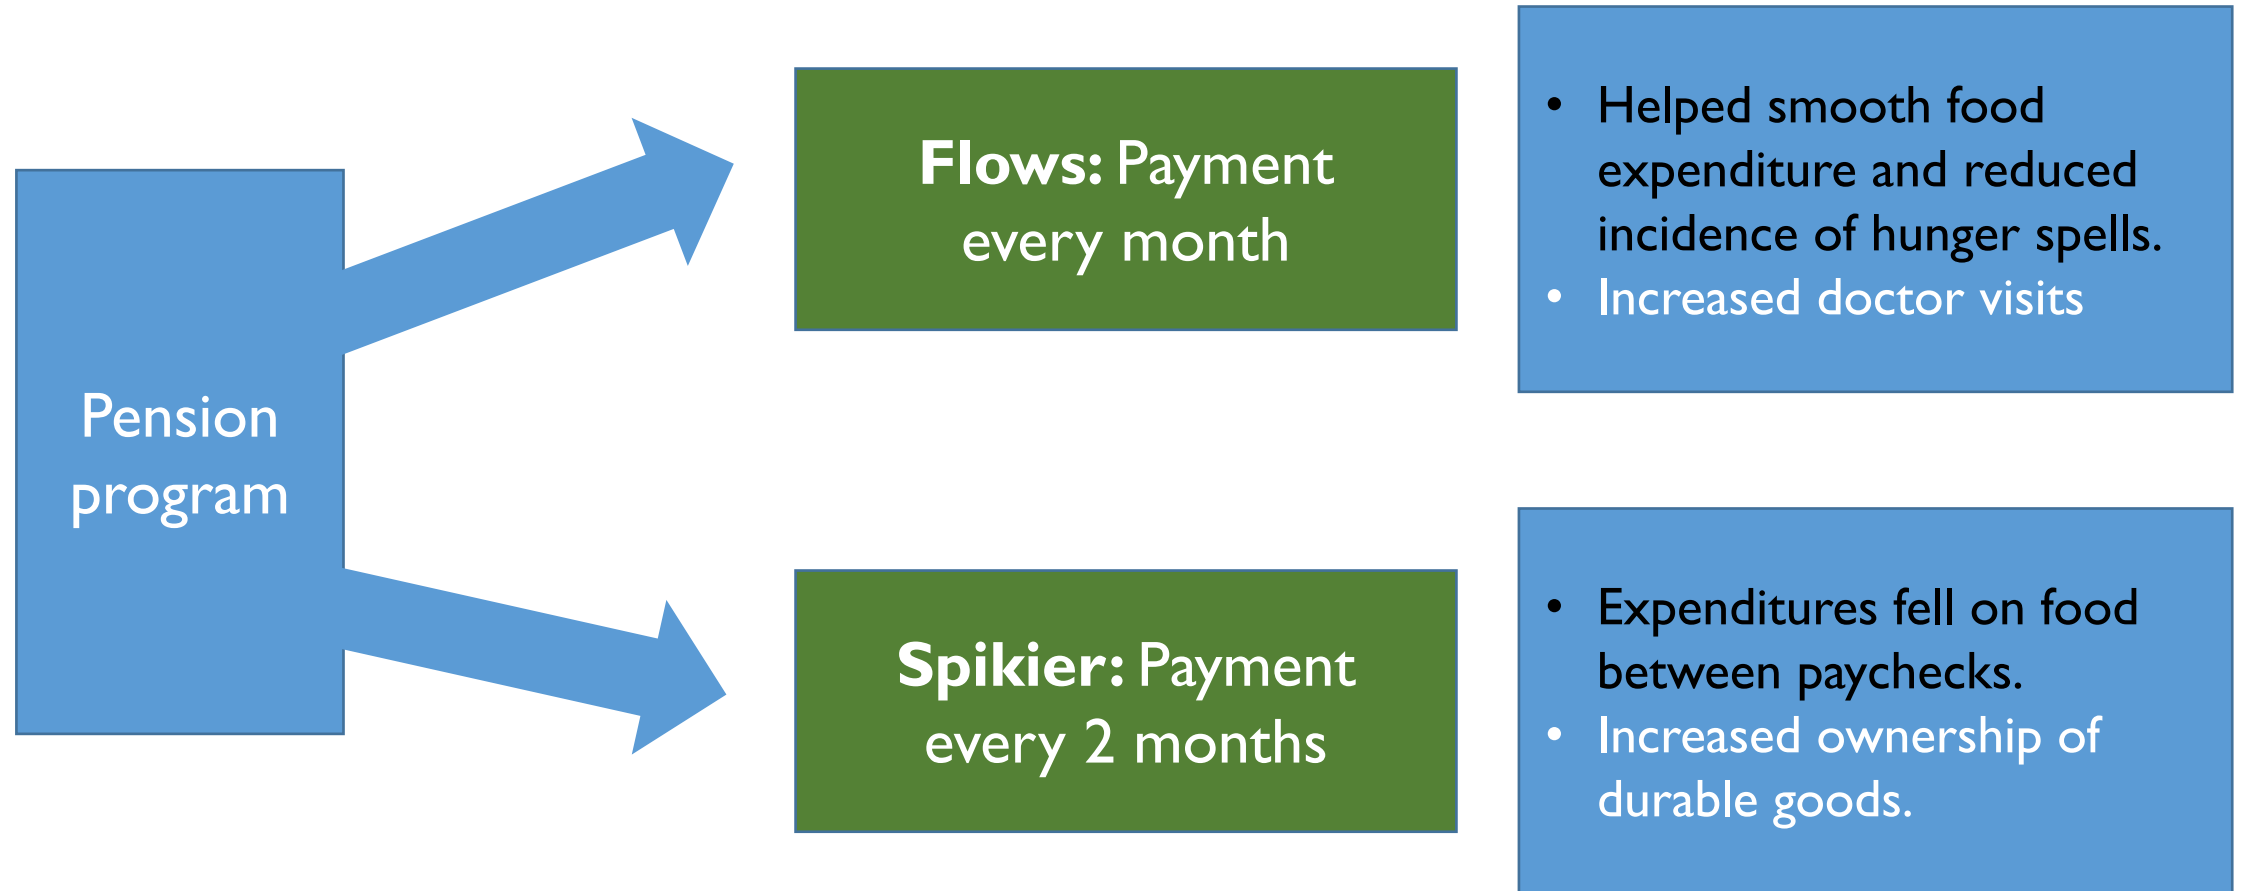 Pension
program
Flows: Payment
every month
• Helped smooth food
expenditure and reduced
incidence of hunger spells.
• Increased doctor visits
Spikier: Payment
every 2 months
• Expenditures fell on food
between paychecks.
• Increased ownership of
durable goods.